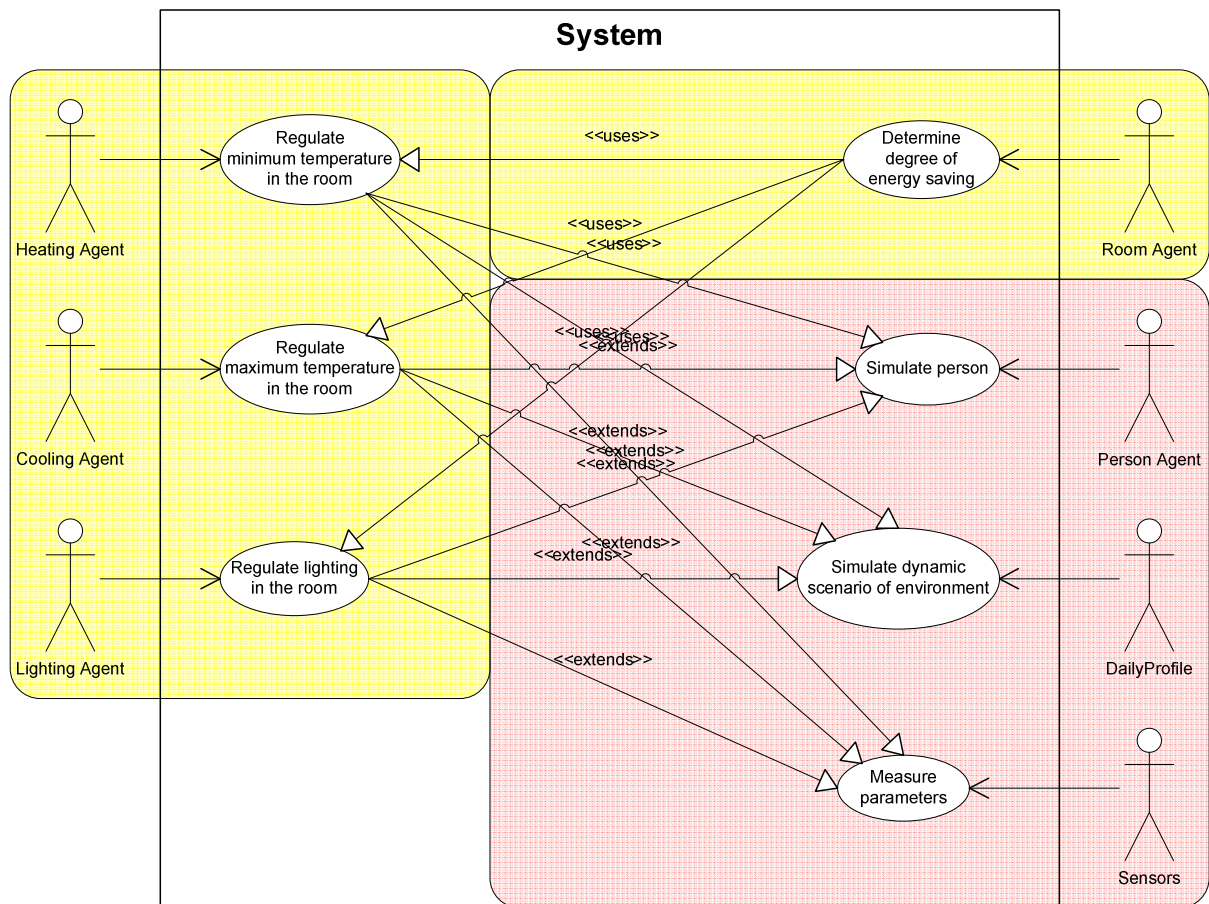 System
Regulate
minimum temperature
in the room
<<uses>>
Determine
degree of
energy saving
Heating Agent
Room Agent
<<uses>>
<<uses>>
<<uses>>
<<uses>>
<<extends>>
Regulate
maximum temperature
in the room
Simulate person
Cooling Agent
Person Agent
<<extends>>
<<extends>>
<<extends>>
<<extends>>
<<extends>>
Regulate lighting
in the room
Simulate dynamic
scenario of environment
Lighting Agent
DailyProfile
<<extends>>
Measure
parameters
Sensors